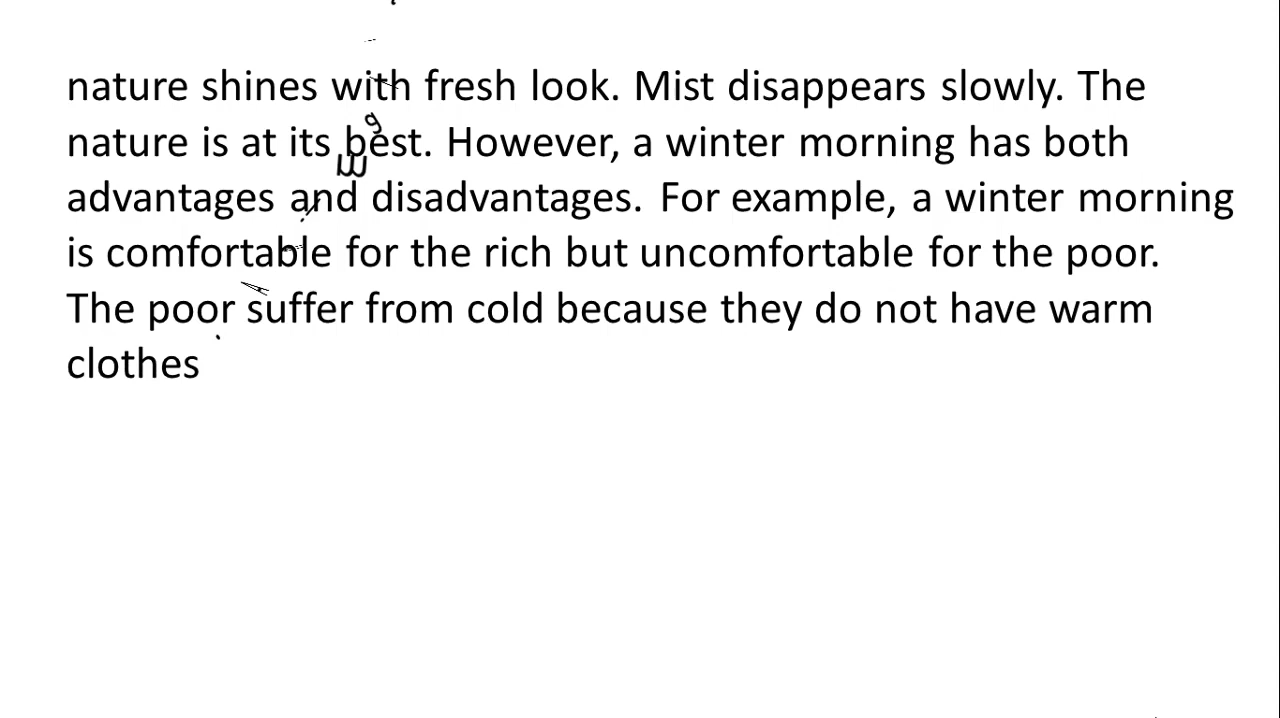 nature shines with fresh look. Mist disappears slowly. The
nature is at its best. However, a winter morning has both
advantages and disadvantages. For example, a winter morning
is comfortable for the rich but uncomfortable for the poor.
The poor suffer from cold because they do not have warm
clothes